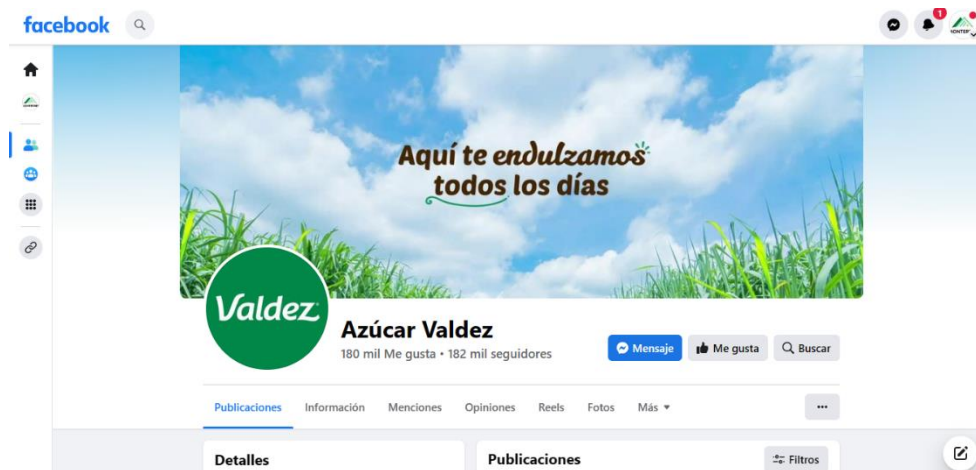 facebook
1
Aquí te endulzamos
todos los días
Valdez
Azúcar Valdez
180 mil Me gusta • 182 mil seguidores
Mensaje
Me gusta
Buscar
Publicaciones
Información
Menciones
Opiniones
Reels
Fotos
Más
Detalles
Publicaciones
Filtros